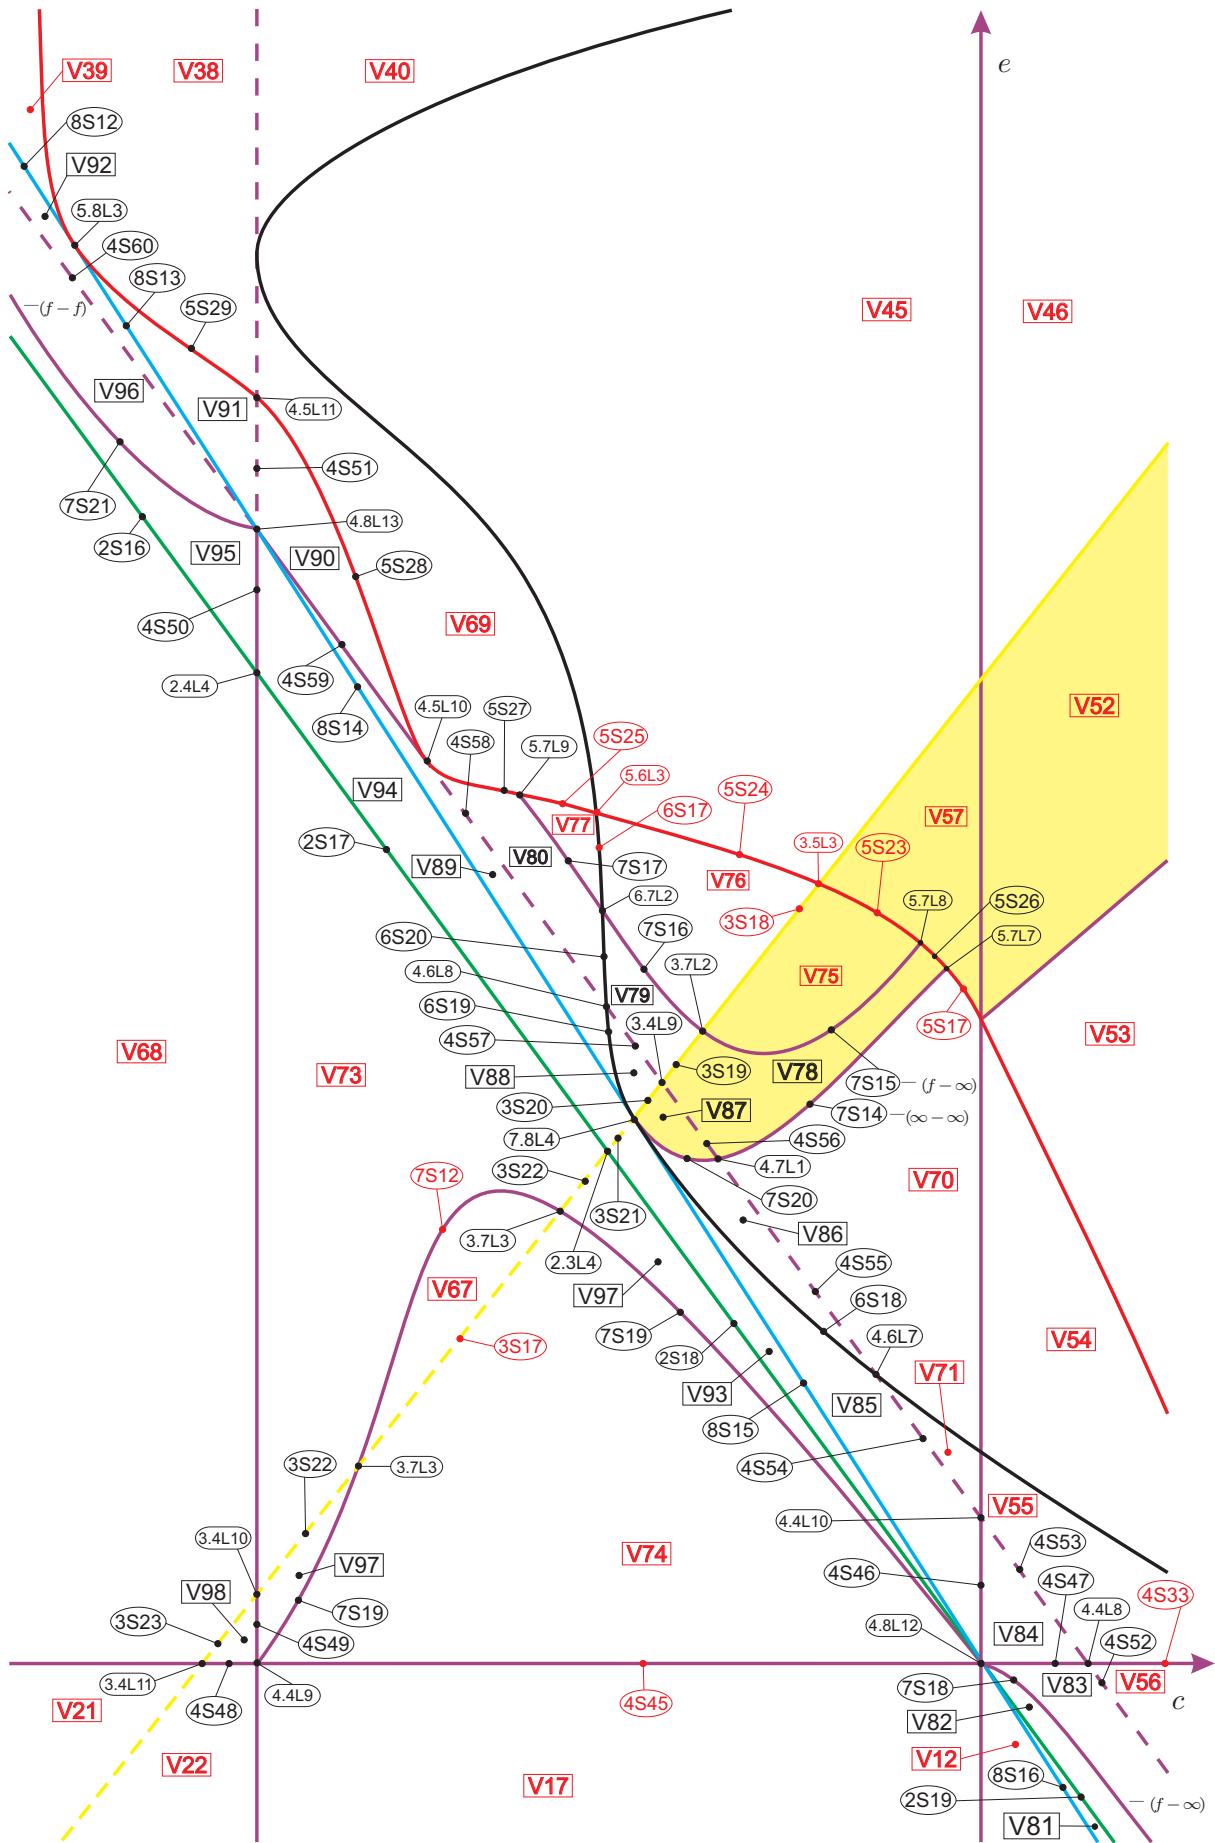 V39
V38
V40
e
8S12
V92
5.8L3
4S60
8S13
(f − f)
5S29
V45
V46
V96
V91
4.5L11
4S51
7S21
4.8L13
2S16
V95
V90
5S28
4S50
V69
4S59
2.4L4
4.5L10
5S27
8S14
4S58
5.7L9
5S25
V52
5.6L3
V94
6S17
5S24
V77
V57
2S17
3.5L3
5S23
V80
V89
7S17
V76
5.7L8
5S26
6.7L2
3S18
7S16
5.7L7
6S20
3.7L2
4.6L8
V75
V79
6S19
3.4L9
5S17
V53
4S57
V68
V73
V88
3S19
V78
7S15
(f − ∞)
3S20
V87
7S14
(∞ − ∞)
7.8L4
4S56
7S12
3S22
4.7L1
V70
7S20
3S21
3.7L3
2.3L4
V86
V67
V97
4S55
6S18
7S19
3S17
2S18
4.6L7
V54
V71
V93
V85
8S15
3S22
3.7L3
4S54
V55
4.4L10
3.4L10
V74
V97
4S53
V98
4S46
4S47
4S33
7S19
4.4L8
3S23
4S49
4.8L12
V84
4S52
3.4L11
V83
V56
4.4L9
7S18
V21
4S48
4S45
c
V82
V22
V12
V17
8S16
2S19
(f − ∞)
V81